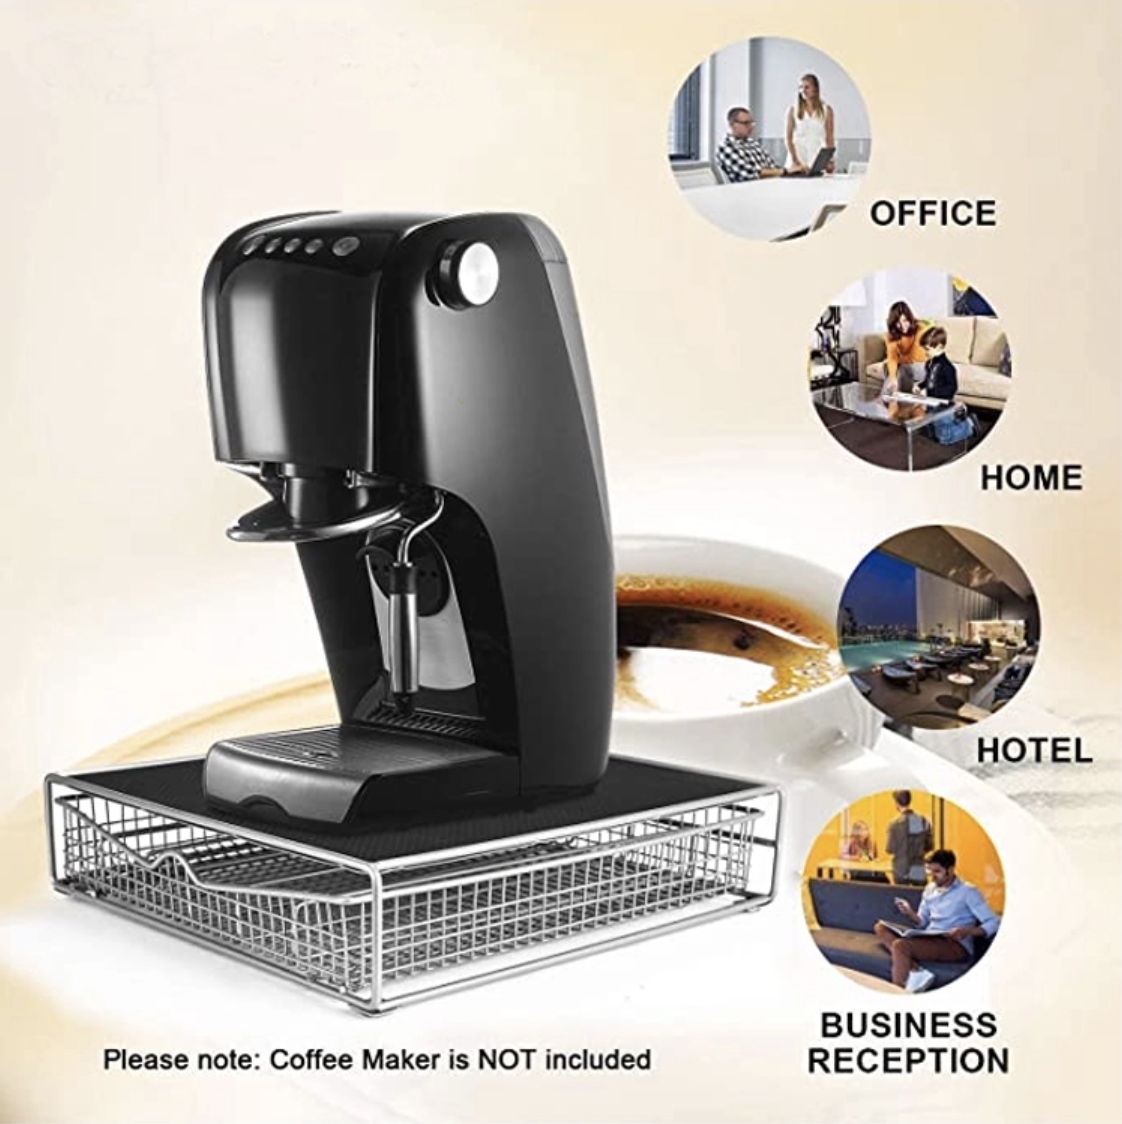 OFFICE
HOME
HOTEL
BUSINESS
RECEPTION
Please note: Coffee Maker is NOT included